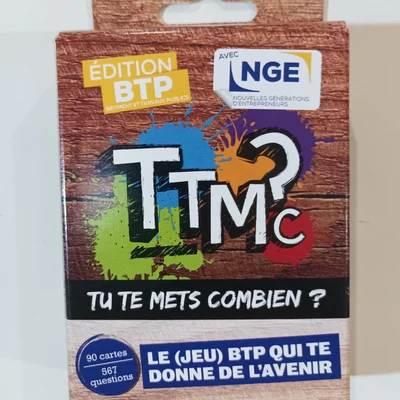 ÉDITION
BTP
BÂTIMENT ET TRAVAUX PUBLICS
AVEC
NGE
NOUVELLES GÉNÉRATIONS
D'ENTREPRENEURS
TTMC?
TU TE METS COMBIEN ?
90 cartes
567
questions
LE (JEU) BTP QUI TE
DONNE DE L'AVENIR